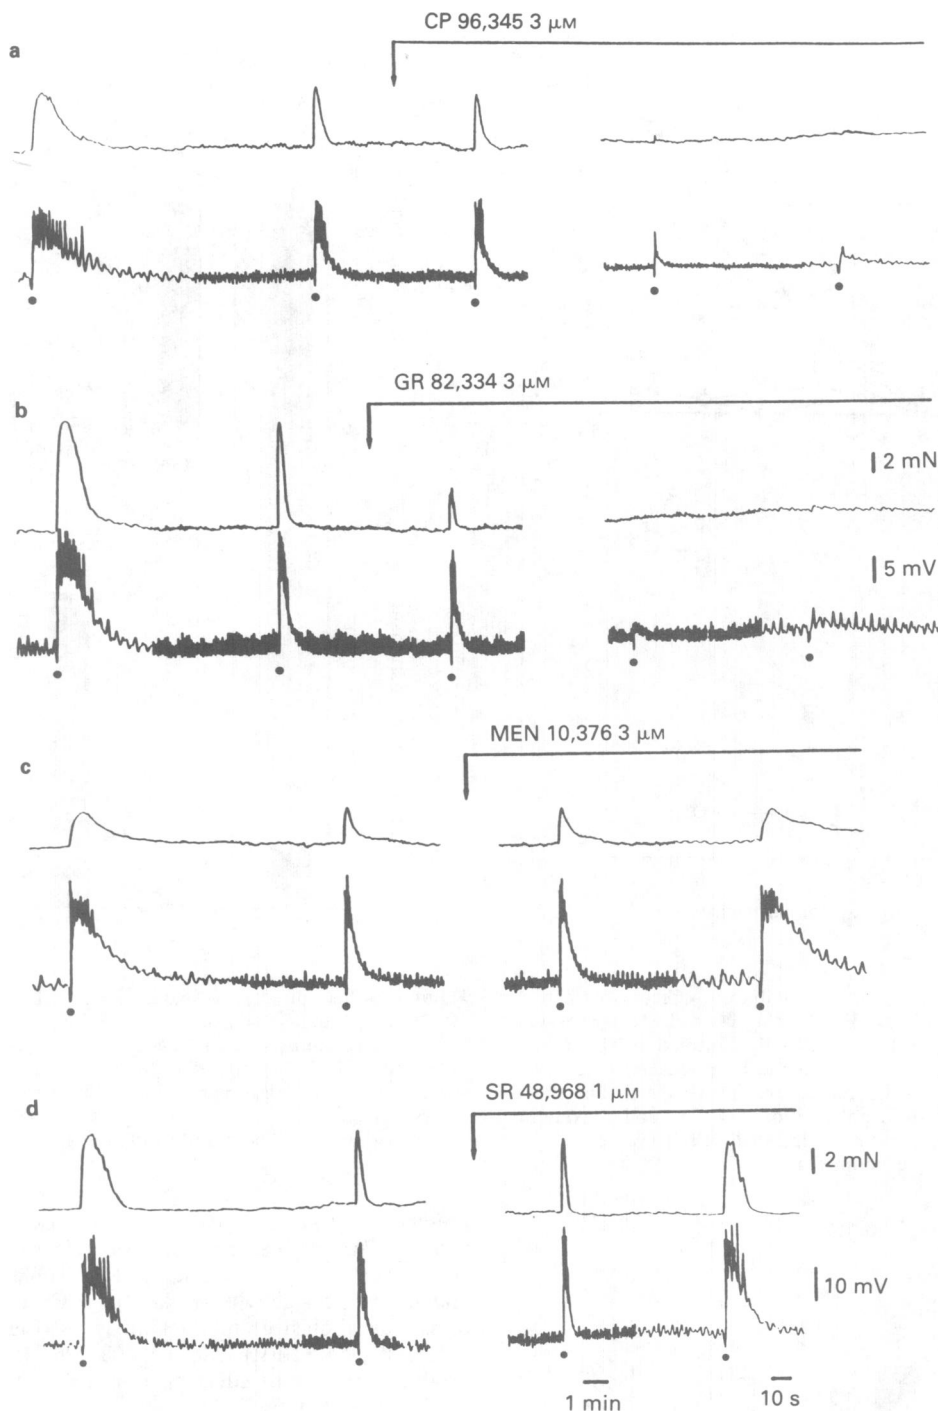 CP 96,345 3 μM
a
GR 82,334 3 μM
b
2 mN
5 mV
MEN 10,376 3 μM
c
SR 48,968 1 μM
d
2 mN
10 mV
1 min
10 s